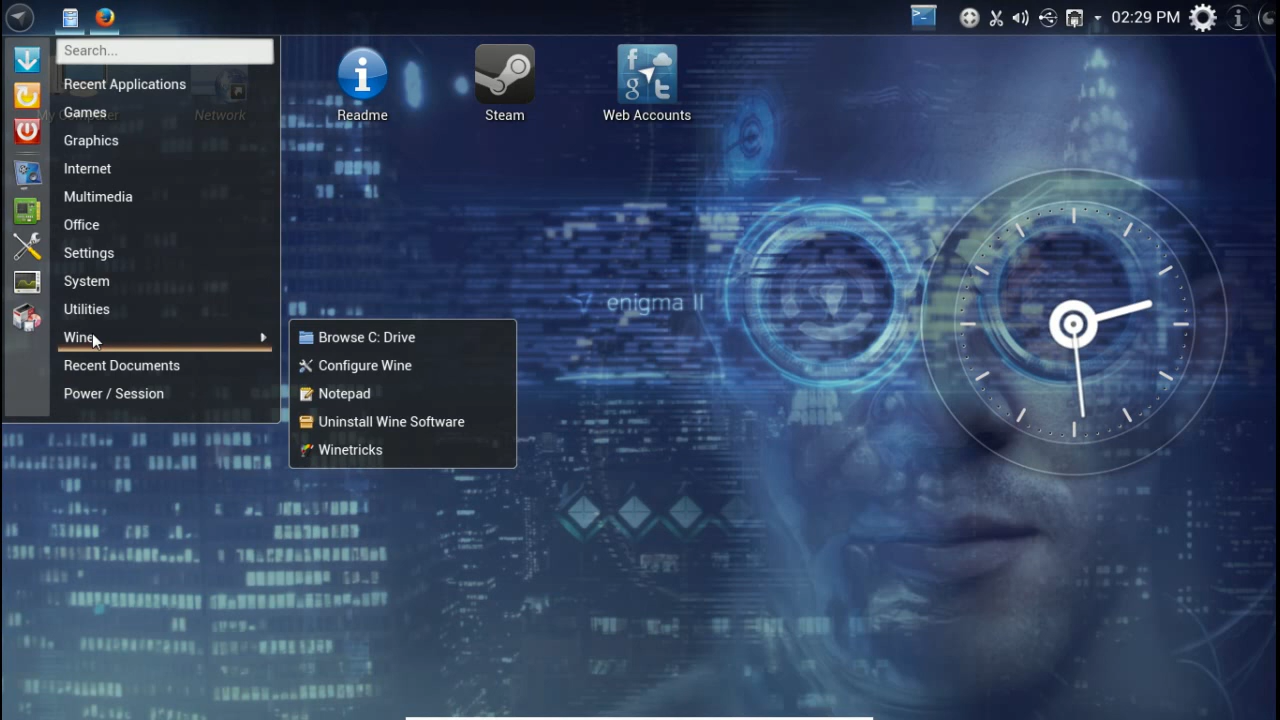 02:29 PM
Search...
Recent Applications
Games
Graphics
Internet
Multimedia
Office
Settings
System
Utilities
Wine
Recent Documents
Power / Session
Browse C: Drive
Configure Wine
Notepad
Uninstall Wine Software
Winetricks
Network
Readme
Steam
Web Accounts
f
g
t
enigma II